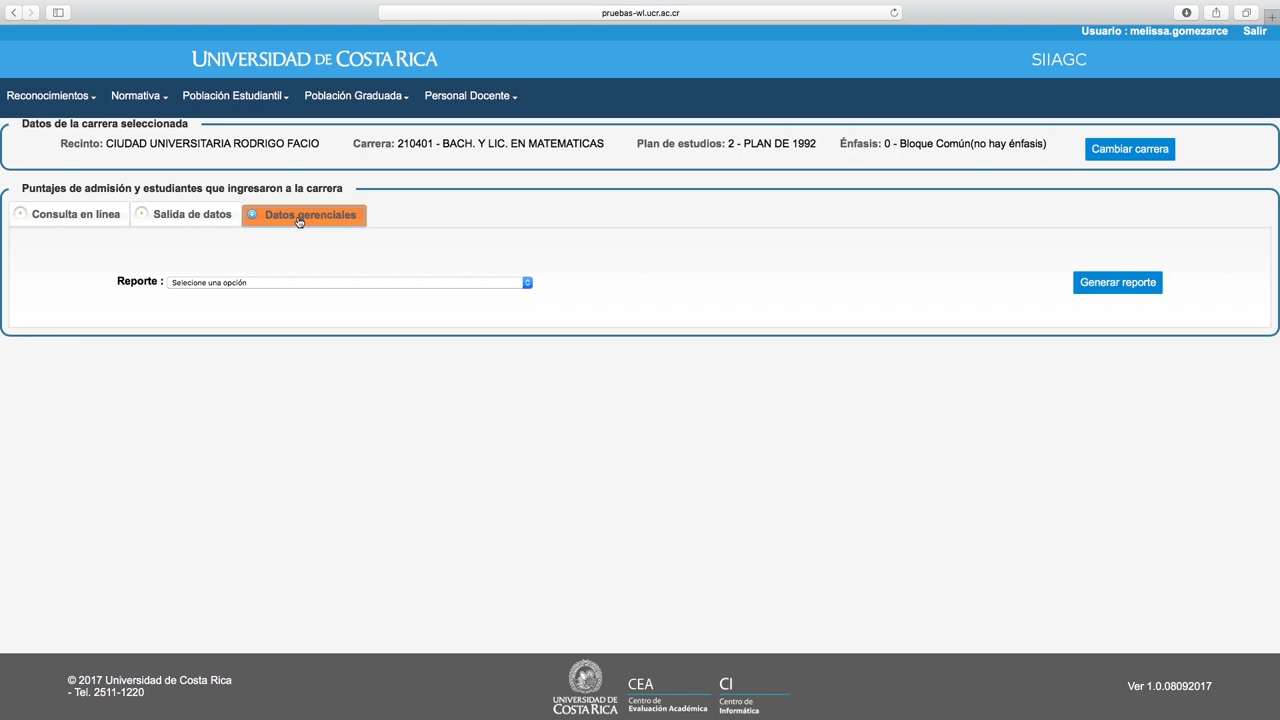 pruebas-wl.ucr.ac.cr
Usuario : melissa.gomezarce Salir
UNIVERSIDAD DE COSTA RICA SIIAGC
Reconocimientos Normativa Población Estudiantil Población Graduada Personal Docente
Datos de la carrera seleccionada
Recinto: CIUDAD UNIVERSITARIA RODRIGO FACIO Carrera: 210401 - BACH. Y LIC. EN MATEMATICAS Plan de estudios: 2 - PLAN DE 1992 Énfasis: 0 - Bloque Común(no hay énfasis) Cambiar carrera
Puntajes de admisión y estudiantes que ingresaron a la carrera
Consulta en línea Salida de datos Datos gerenciales
Reporte : Selecione una opción Generar reporte
© 2017 Universidad de Costa Rica
- Tel. 2511-1220
UNIVERSIDAD DE
COSTA RICA
CEA
Centro de
Evaluación Académica
CI
Centro de
Informática
Ver 1.0.08092017